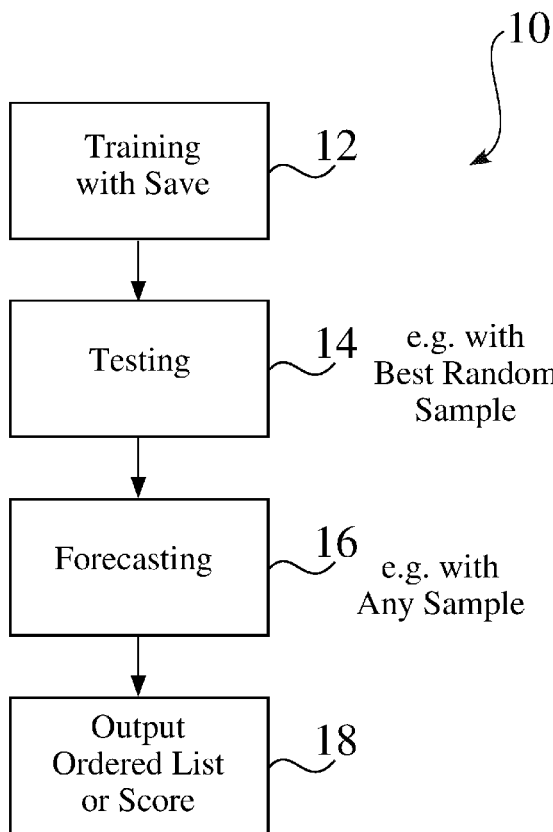 10
Training
with Save
12
Testing
14
e.g. with
Best Random
Sample
Forecasting
16
e.g. with
Any Sample
Output
Ordered List
or Score
18